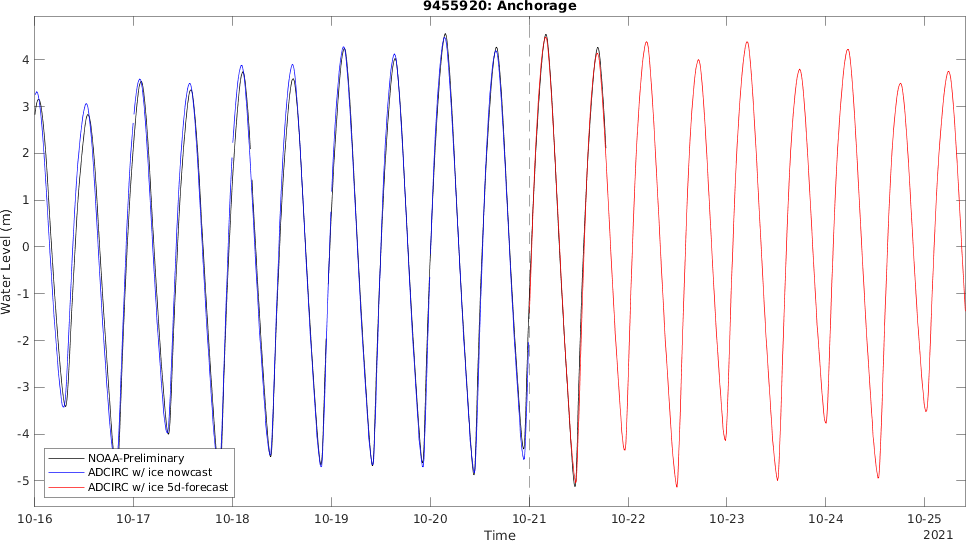 9455920: Anchorage
Water Level (m)
4
3
2
1
0
-1
-2
-3
-4
-5
NOAA-Preliminary
ADCIRC w/ ice nowcast
ADCIRC w/ ice 5d-forecast
10-16 10-17 10-18 10-19 10-20 10-21 10-22 10-23 10-24 10-25
Time
2021